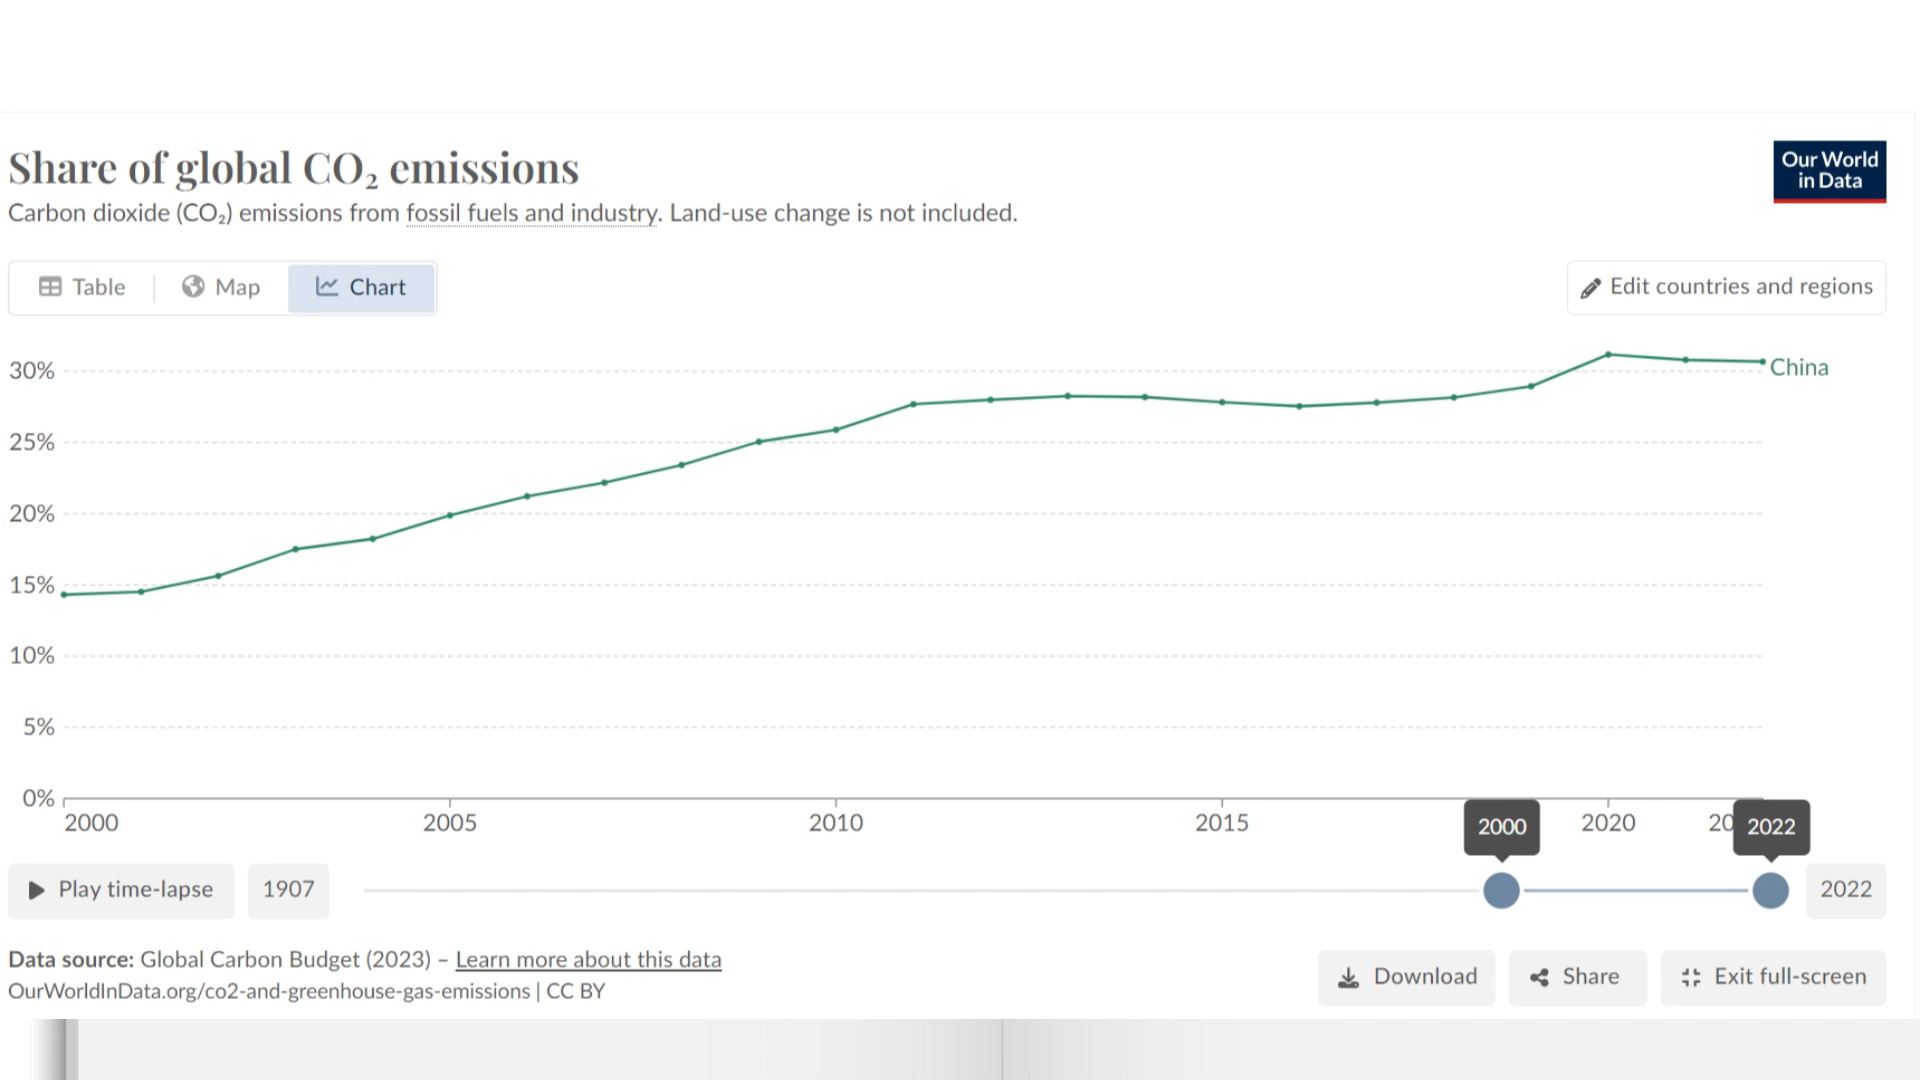 Share of global CO₂ emissions
Our World
in Data
Carbon dioxide (CO₂) emissions from fossil fuels and industry. Land-use change is not included.
Table
Map
Chart
Edit countries and regions
30%
China
25%
20%
15%
10%
5%
0%
2000
2005
2010
2015
2000
2020
20
2022
Play time-lapse
1907
2022
Data source: Global Carbon Budget (2023) – Learn more about this data
OurWorldInData.org/co2-and-greenhouse-gas-emissions | CC BY
Download
Share
Exit full-screen